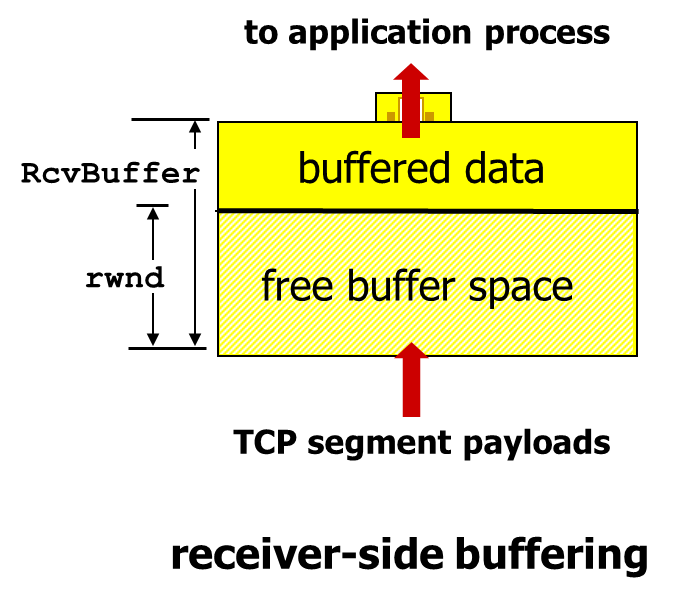 to application process
buffered data
RcvBuffer
rwnd
free buffer space
TCP segment payloads
receiver-side buffering